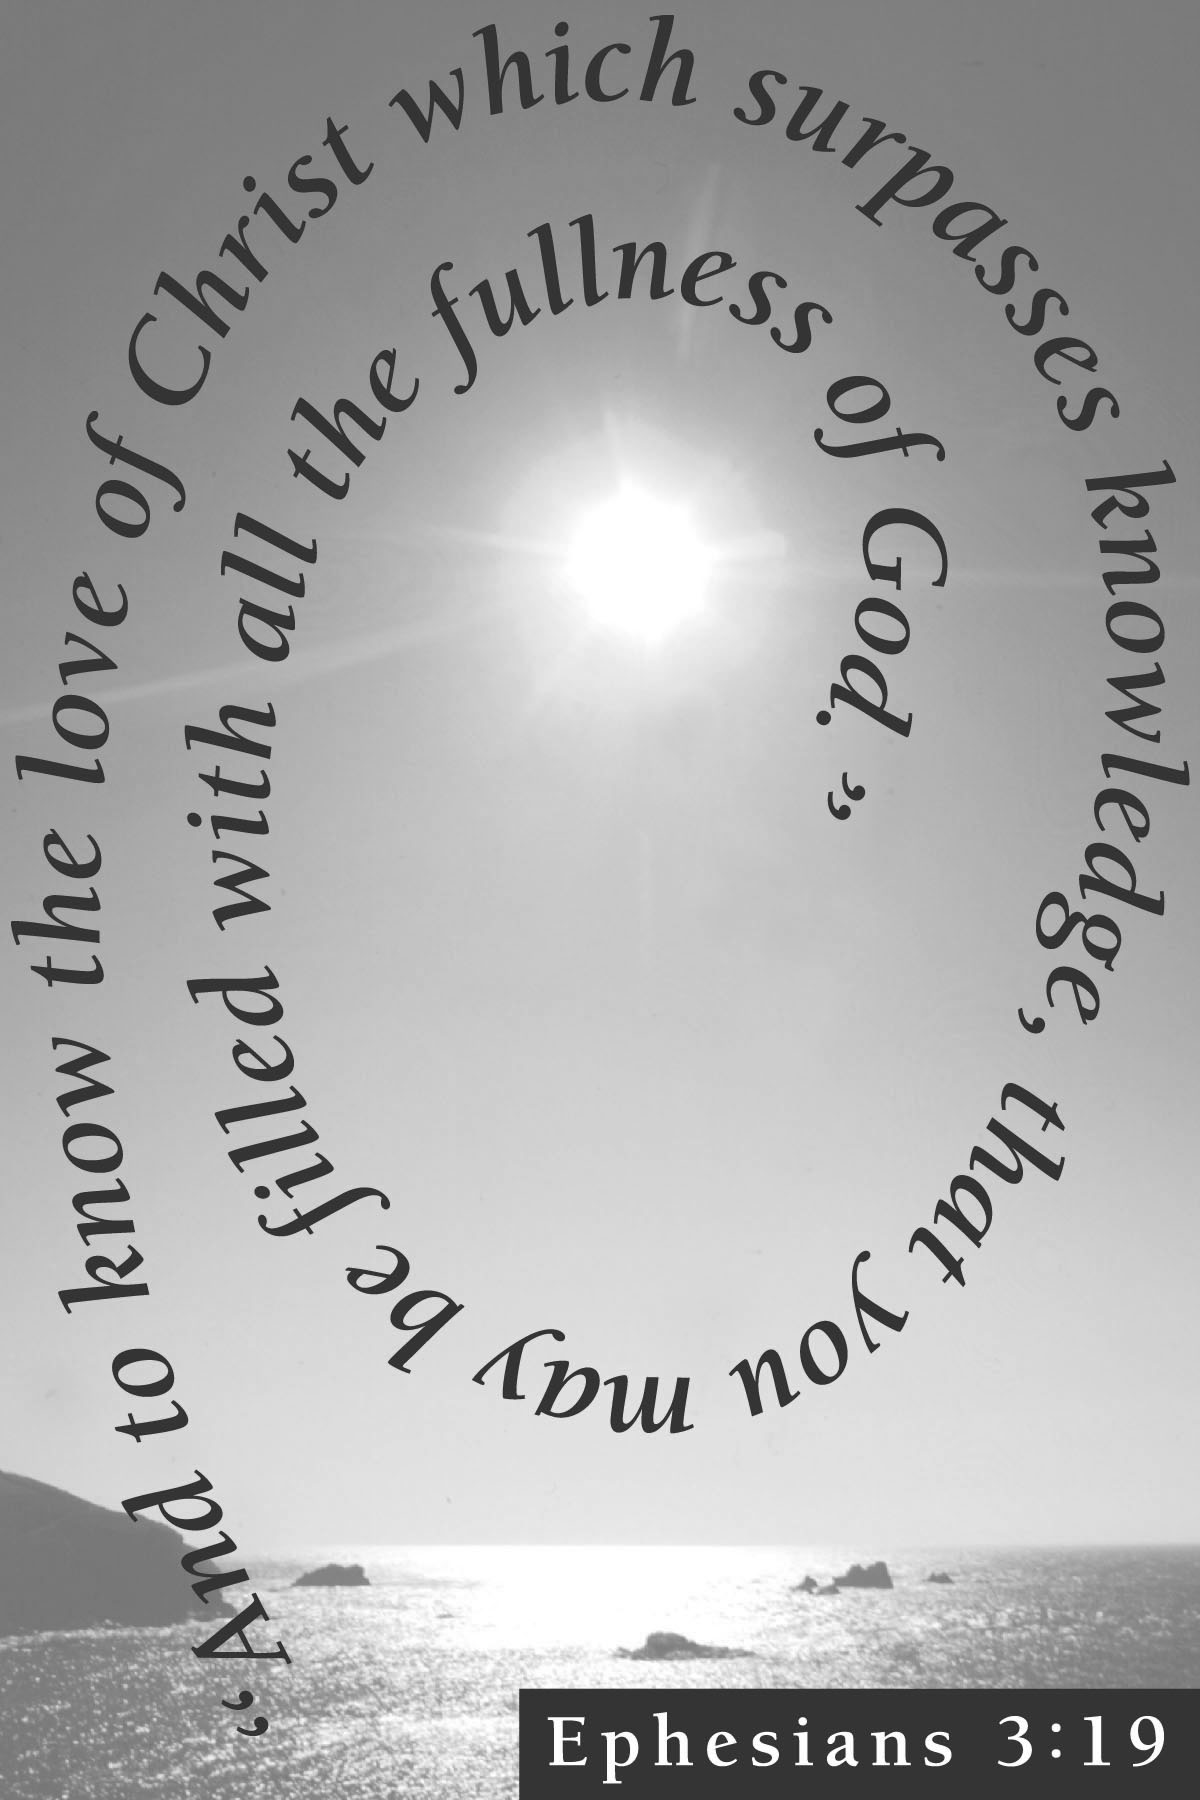 “And to know the love of Christ which surpasses knowledge, that you may be filled with all the fullness of God.”
Ephesians 3:19